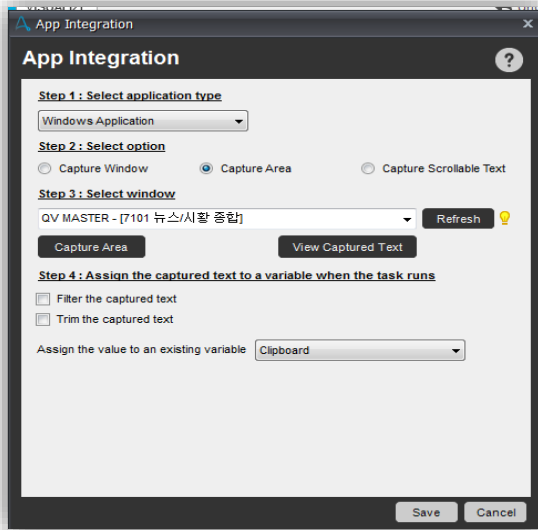 App Integration
App Integration
?
Step 1 : Select application type
Windows Application
Step 2 : Select option
Capture Window Capture Area Capture Scrollable Text
Step 3 : Select window
QV MASTER - [7101 뉴스/시황 종합] Refresh
Capture Area View Captured Text
Step 4 : Assign the captured text to a variable when the task runs
Filter the captured text
Trim the captured text
Assign the value to an existing variable Clipboard
Save Cancel